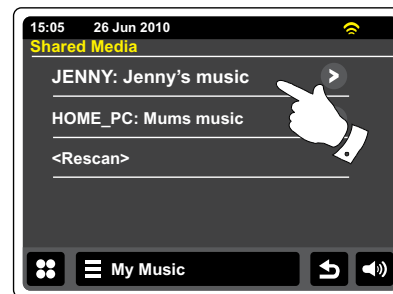 15:05 26 Jun 2010
Shared Media
JENNY: Jenny's music
HOME_PC: Mums music
<Rescan>
My Music